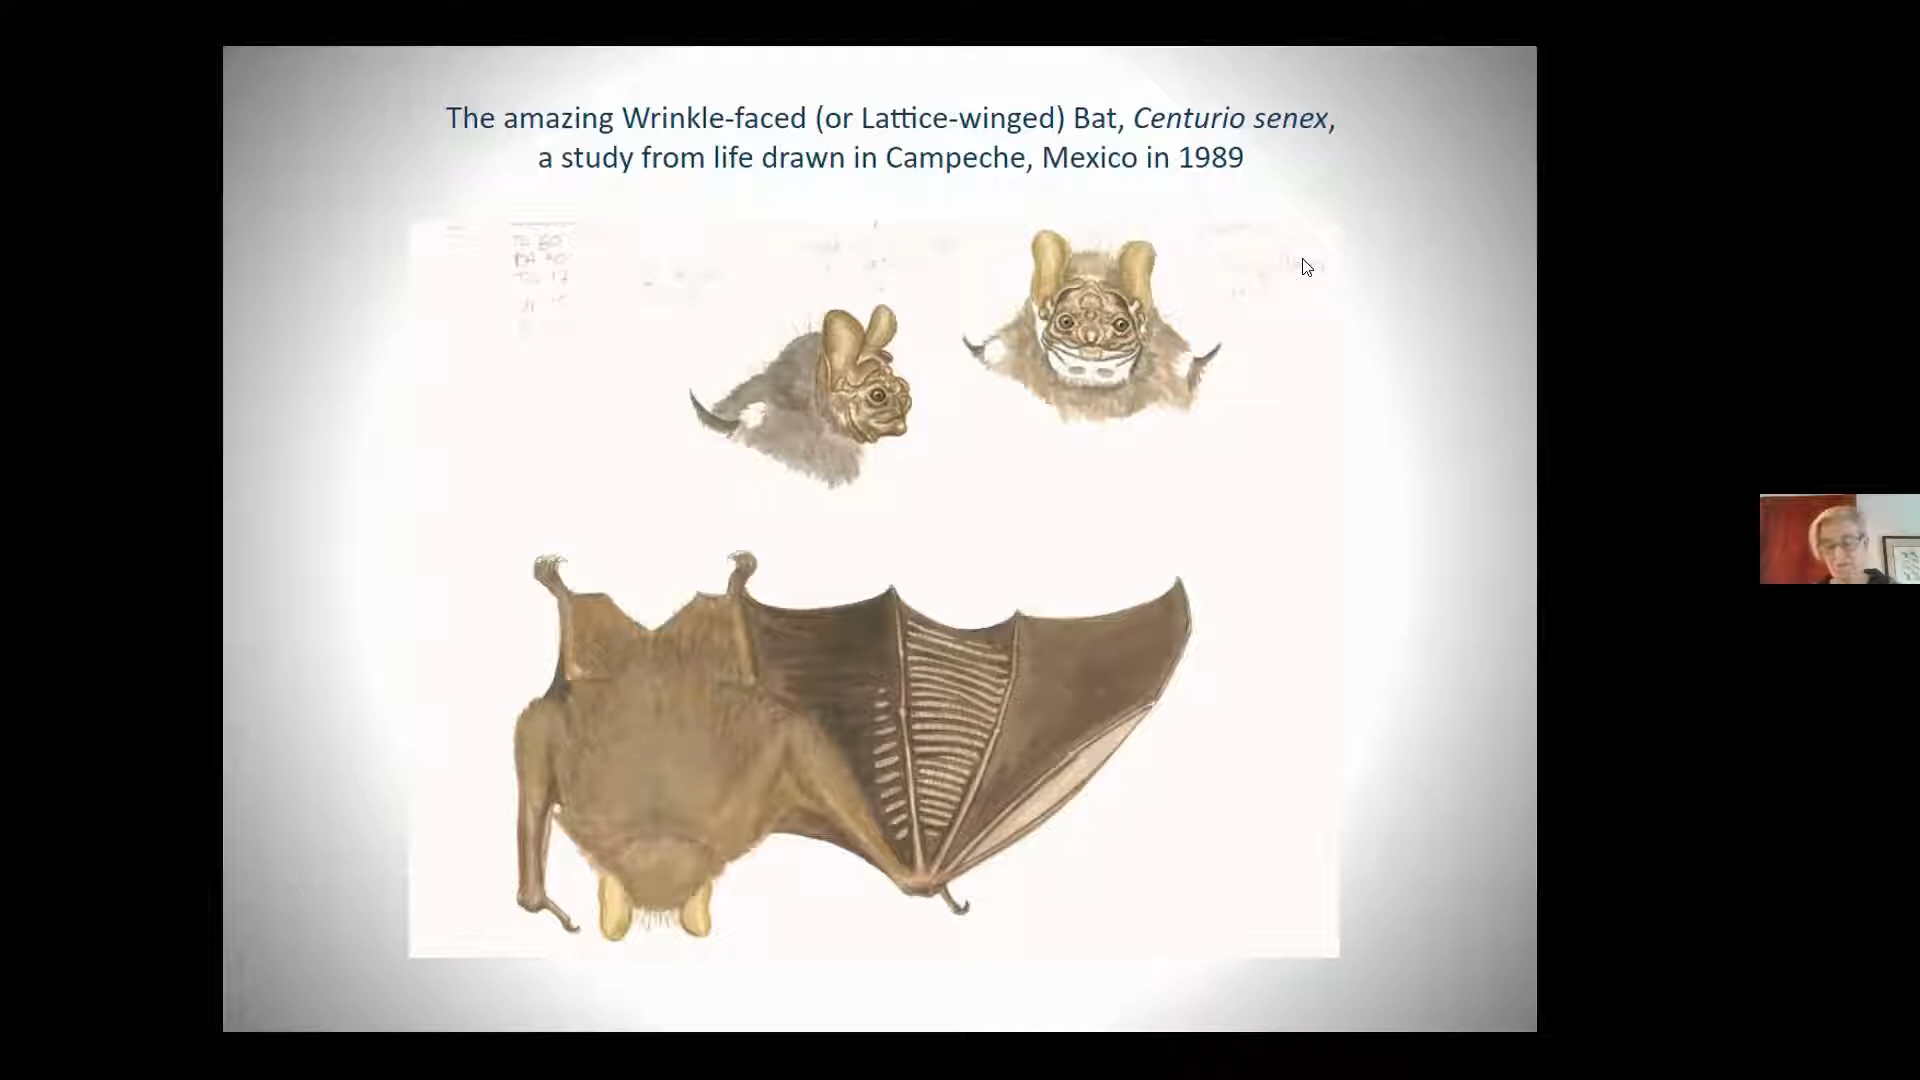 The amazing Wrinkle-faced (or Lattice-winged) Bat, Centurio senex,
a study from life drawn in Campeche, Mexico in 1989